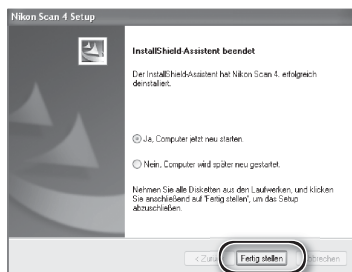 Nikon Scan 4 Setup
InstallShield-Assistent beendet
Der InstallShield-Assistent hat Nikon Scan 4. erfolgreich
deinstalliert.
Ja, Computer jetzt neu starten.
Nein, Computer wird später neu gestartet.
Nehmen Sie alle Disketten aus den Laufwerken, und klicken
Sie anschließend auf 'Fertig stellen', um das Setup
abzuschließen.
Fertig stellen